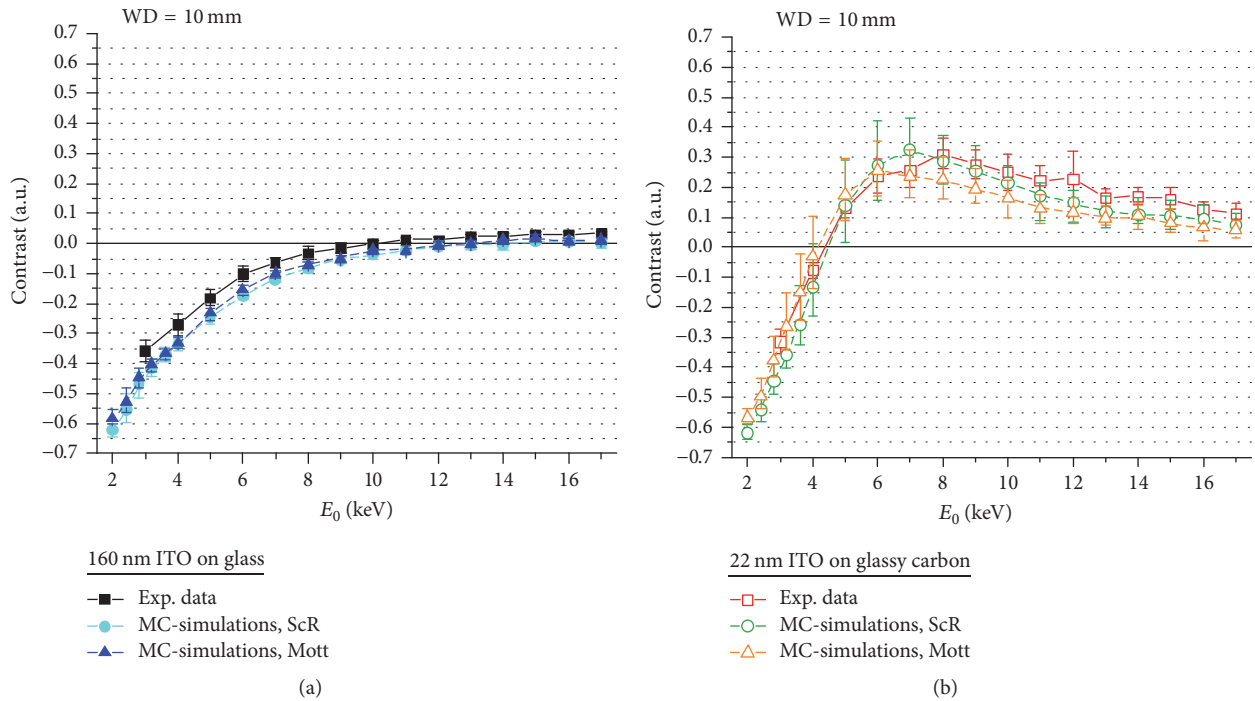 WD = 10 mm
0.7
0.6
0.5
0.4
0.3
0.2
0.1
0.0
−0.1
−0.2
−0.3
−0.4
−0.5
−0.6
−0.7
Contrast (a.u.)
2 4 6 8 10 12 14 16
E0 (keV)
160 nm ITO on glass
Exp. data
MC-simulations, ScR
MC-simulations, Mott
(a)
WD = 10 mm
0.7
0.6
0.5
0.4
0.3
0.2
0.1
0.0
−0.1
−0.2
−0.3
−0.4
−0.5
−0.6
−0.7
Contrast (a.u.)
2 4 6 8 10 12 14 16
E0 (keV)
22 nm ITO on glassy carbon
Exp. data
MC-simulations, ScR
MC-simulations, Mott
(b)